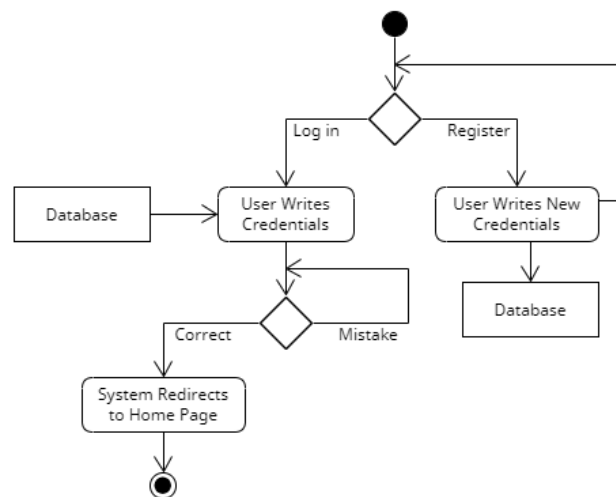 Log in
Register
Database
User Writes
Credentials
User Writes New
Credentials
Database
Correct
Mistake
System Redirects
to Home Page